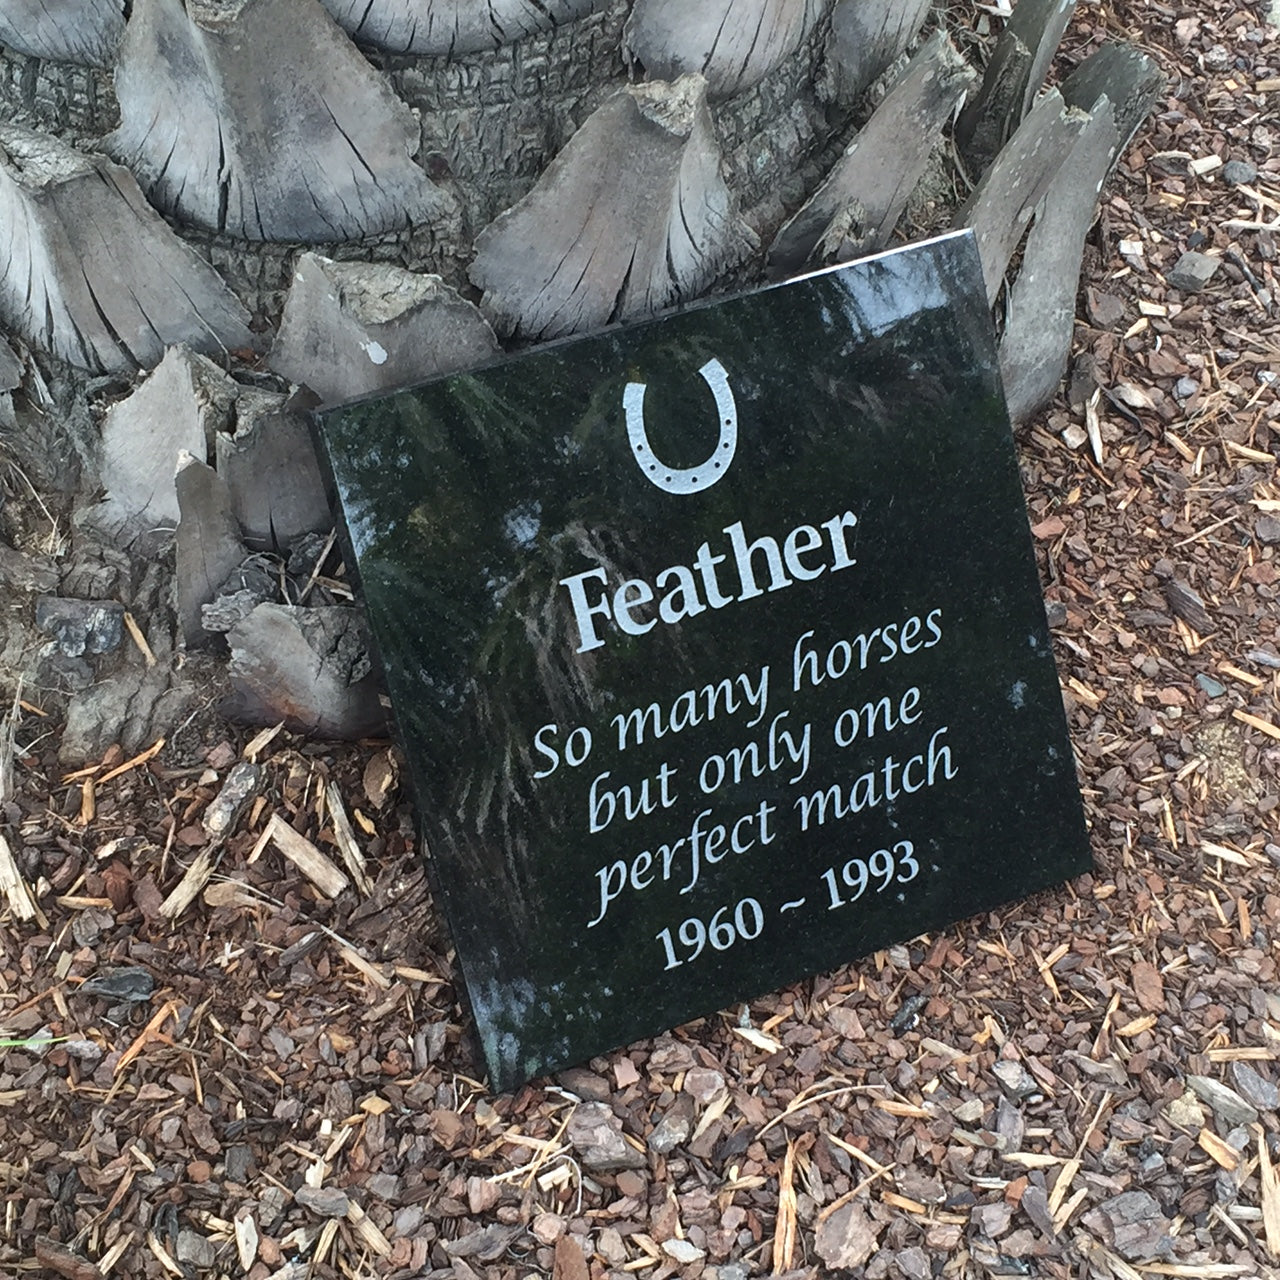 Feather
So many horses
but only one
perfect match
1960 ~ 1993